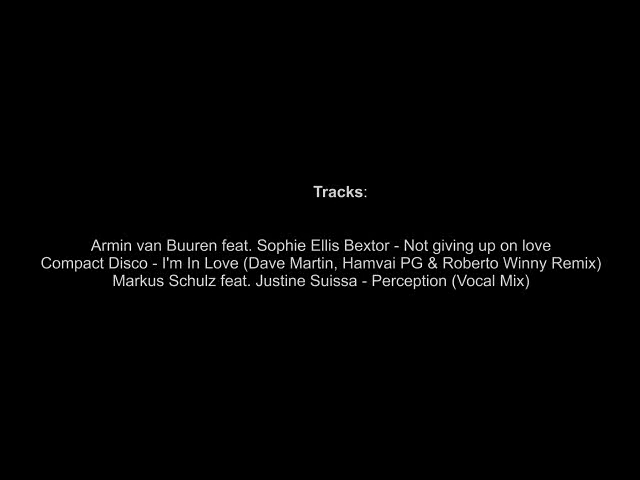 Tracks:
Armin van Buuren feat. Sophie Ellis Bextor - Not giving up on love
Compact Disco - I'm In Love (Dave Martin, Hamvai PG & Roberto Winny Remix)
Markus Schulz feat. Justine Suissa - Perception (Vocal Mix)